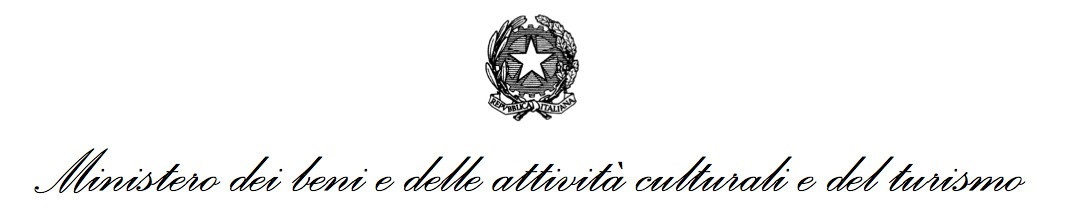 REPVBBLICA ITALIANA
Ministero dei beni e delle attività culturali e del turismo